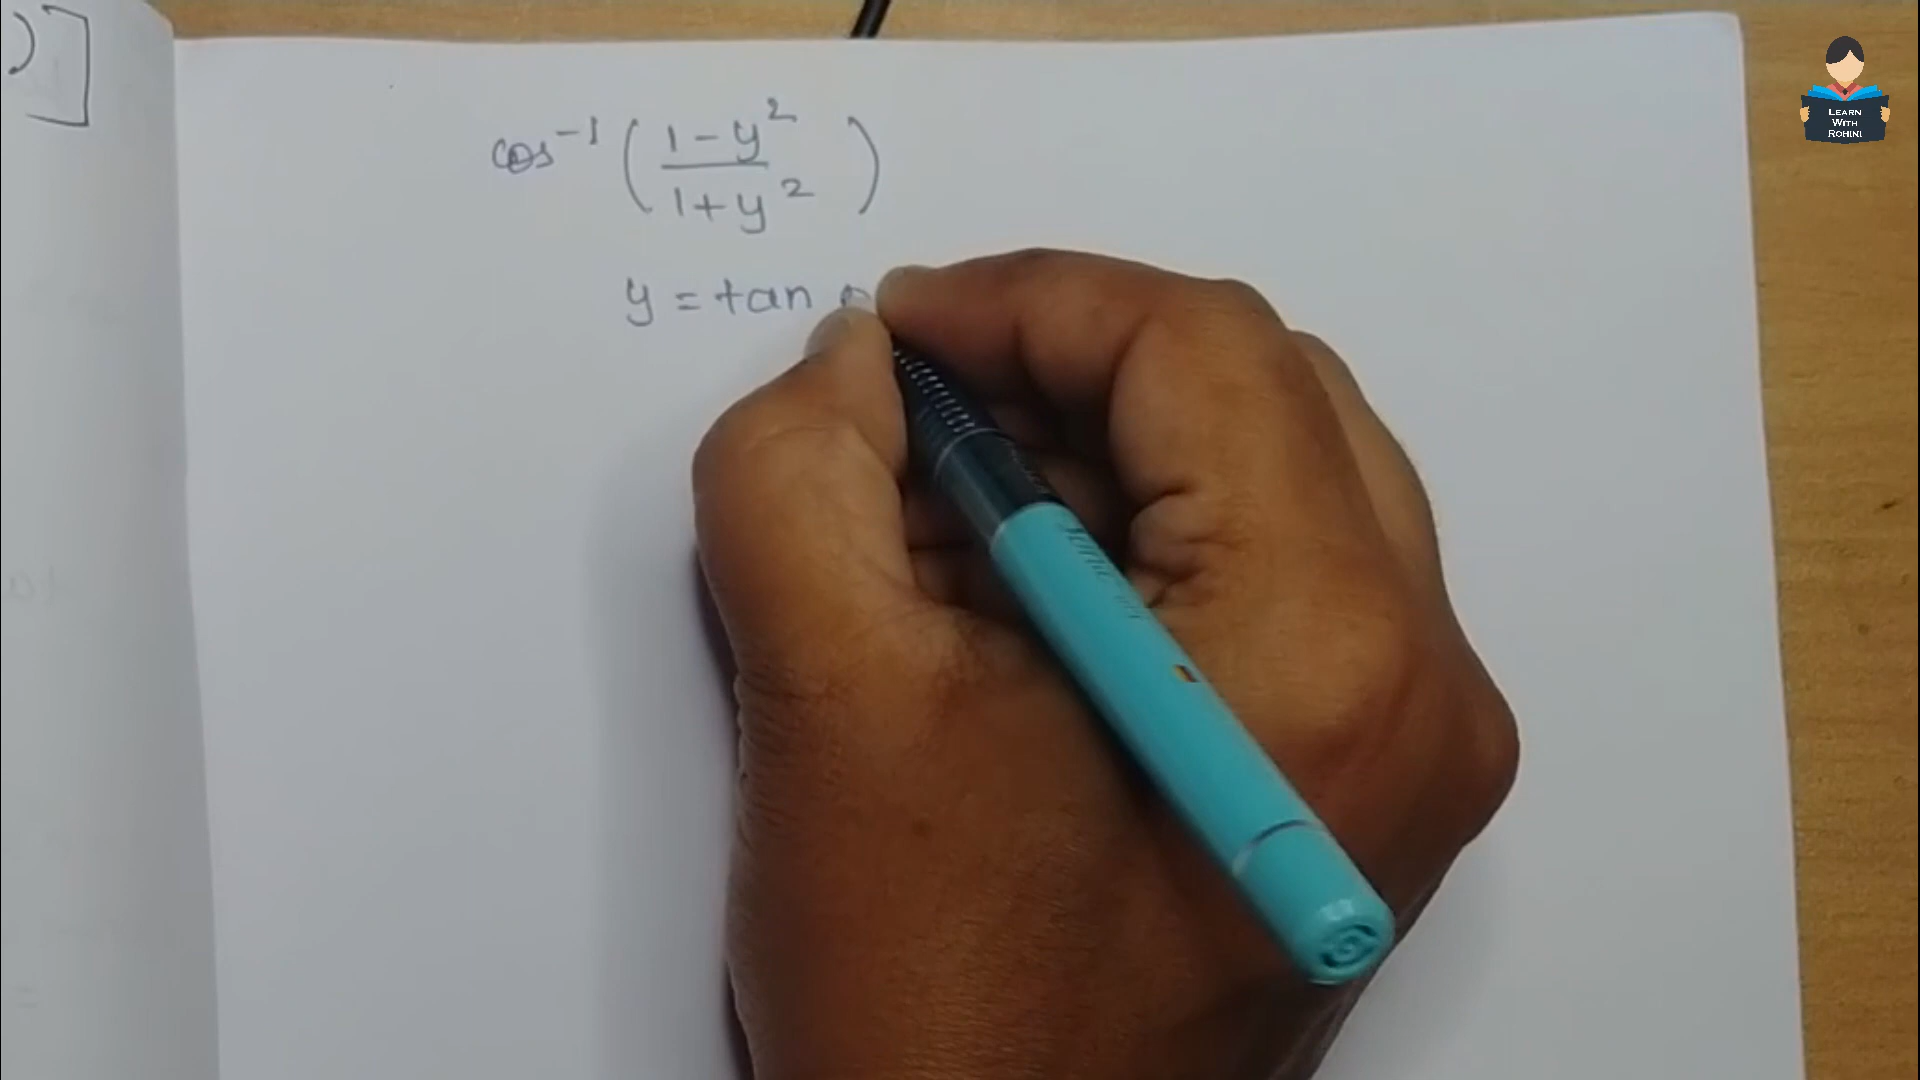 cos⁻¹ ( (1-y²)/(1+y²) )
y = tan
LEARN
WITH
ROHINI